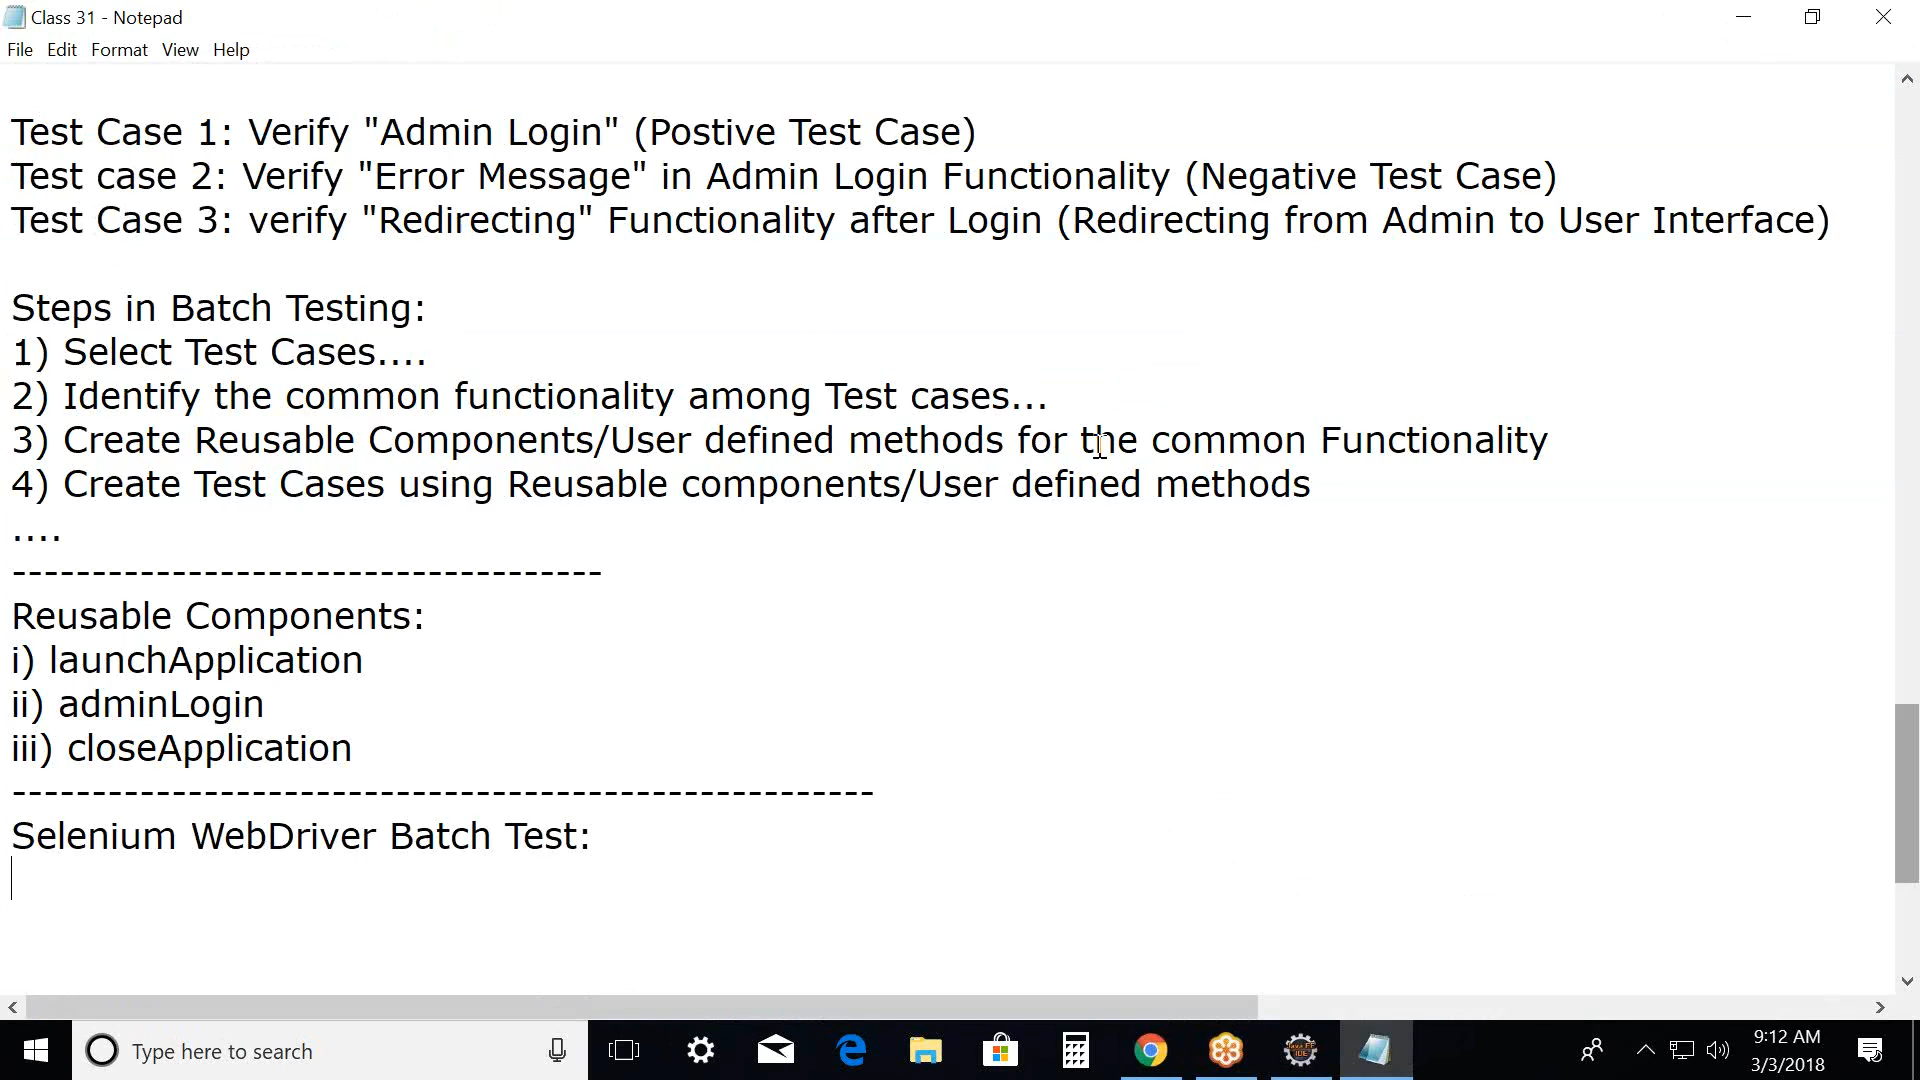 Class 31 - Notepad
File Edit Format View Help
Test Case 1: Verify "Admin Login" (Postive Test Case)
Test case 2: Verify "Error Message" in Admin Login Functionality (Negative Test Case)
Test Case 3: verify "Redirecting" Functionality after Login (Redirecting from Admin to User Interface)
Steps in Batch Testing:
1) Select Test Cases....
2) Identify the common functionality among Test cases...
3) Create Reusable Components/User defined methods for the common Functionality
4) Create Test Cases using Reusable components/User defined methods
....
-------------------------------------
Reusable Components:
i) launchApplication
ii) adminLogin
iii) closeApplication
------------------------------------------------------
Selenium WebDriver Batch Test:
Type here to search
9:12 AM
3/3/2018